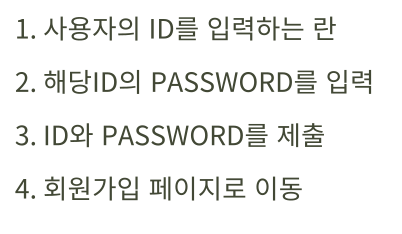 1. 사용자의 ID를 입력하는 란
2. 해당ID의 PASSWORD를 입력
3. ID와 PASSWORD를 제출
4. 회원가입 페이지로 이동